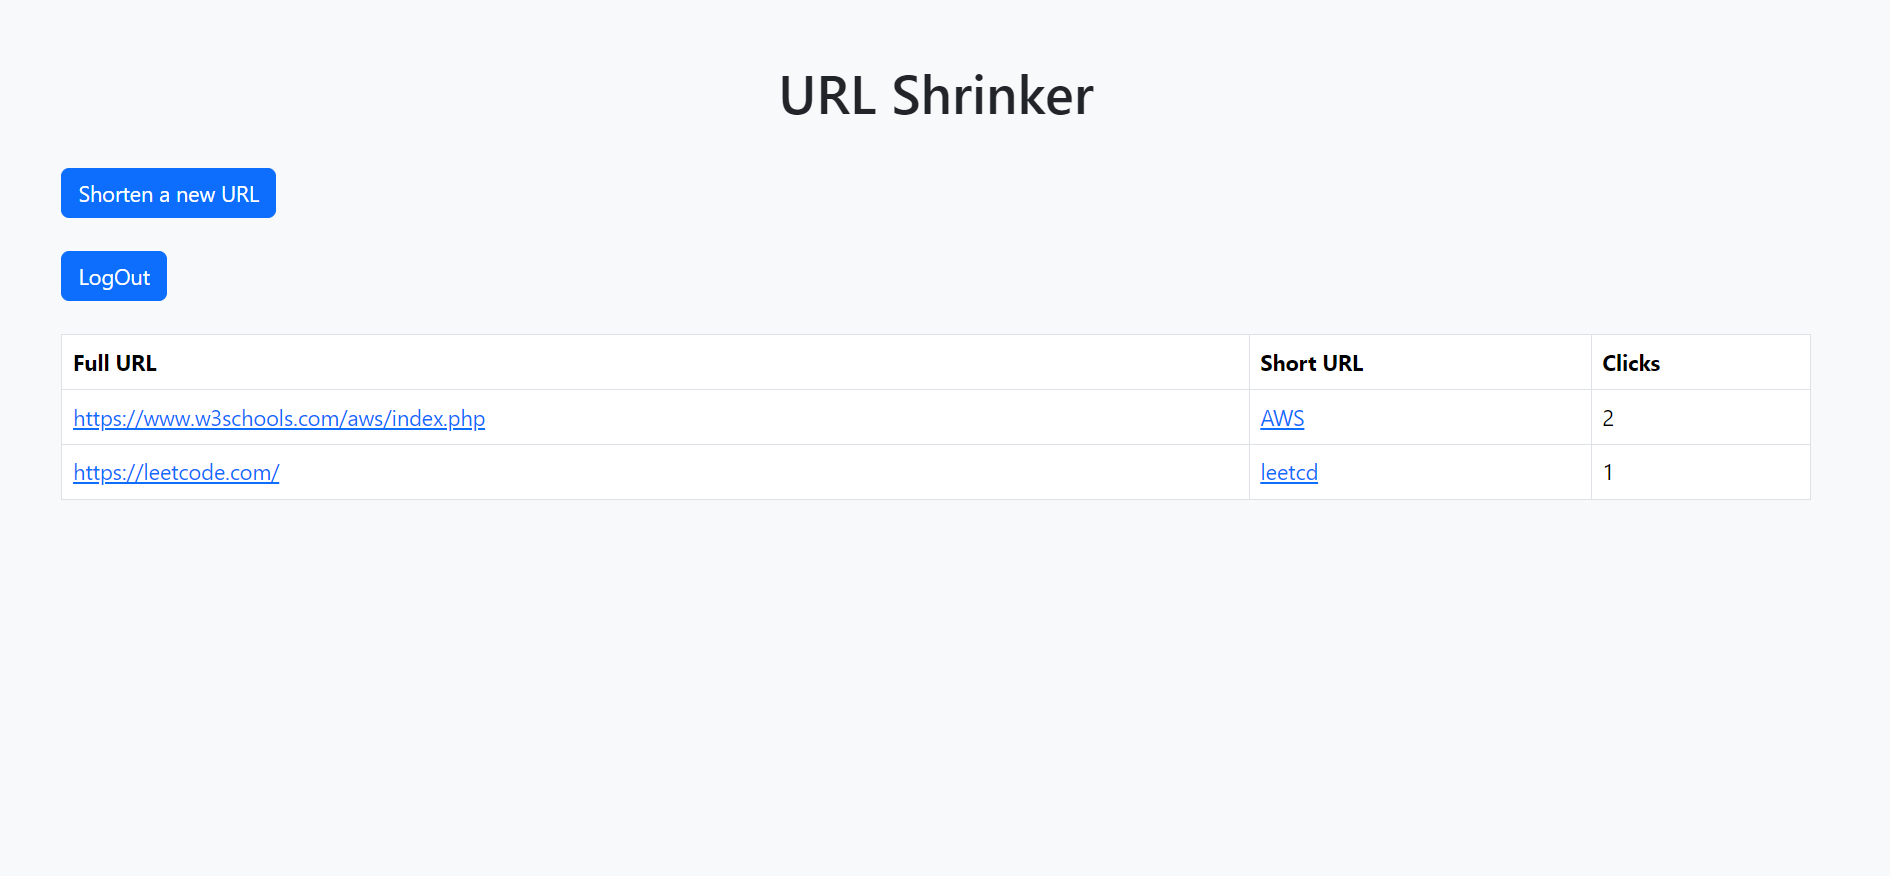 URL Shrinker
Shorten a new URL
LogOut
Full URL Short URL Clicks
https://www.w3schools.com/aws/index.php AWS 2
https://leetcode.com/ leetcd 1